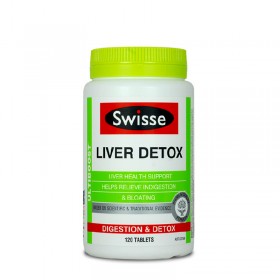 Swisse
ULTIBOOST
LIVER DETOX
LIVER HEALTH SUPPORT
HELPS RELIEVE INDIGESTION
& BLOATING
BASED ON SCIENTIFIC & TRADITIONAL EVIDENCE
DIGESTION & DETOX
120 TABLETS